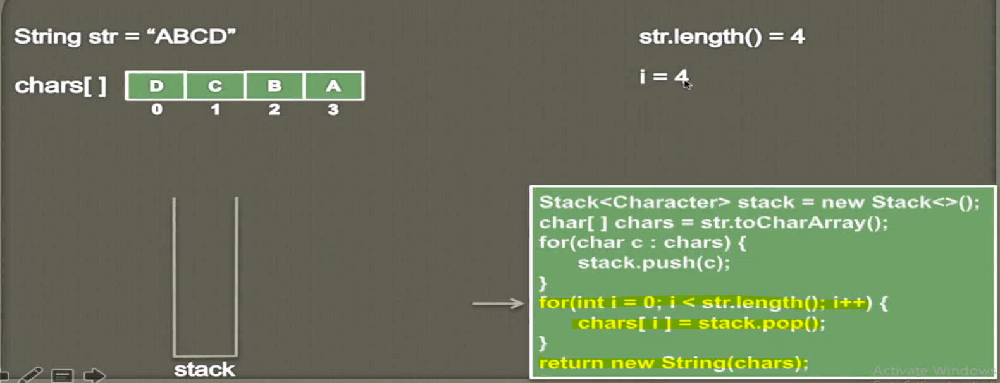 String str = “ABCD”
str.length() = 4
chars[ ] D C B A
i = 4
0 1 2 3
Stack<Character> stack = new Stack<>();
char[ ] chars = str.toCharArray();
for(char c : chars) {
stack.push(c);
}
for(int i = 0; i < str.length(); i++) {
chars[ i ] = stack.pop();
}
return new String(chars);
stack
Activate Windows